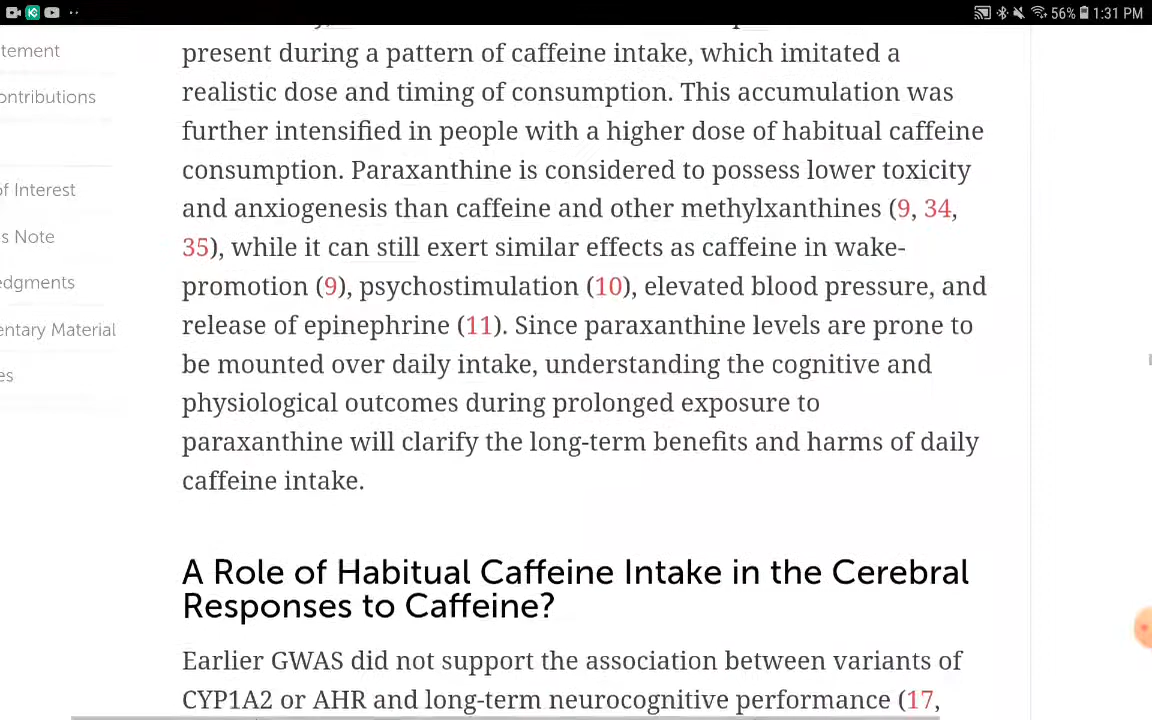 56% 1:31 PM
tement
ontributions
of Interest
s Note
edgments
entary Material
es
present during a pattern of caffeine intake, which imitated a
realistic dose and timing of consumption. This accumulation was
further intensified in people with a higher dose of habitual caffeine
consumption. Paraxanthine is considered to possess lower toxicity
and anxiogenesis than caffeine and other methylxanthines (9, 34,
35), while it can still exert similar effects as caffeine in wake-
promotion (9), psychostimulation (10), elevated blood pressure, and
release of epinephrine (11). Since paraxanthine levels are prone to
be mounted over daily intake, understanding the cognitive and
physiological outcomes during prolonged exposure to
paraxanthine will clarify the long-term benefits and harms of daily
caffeine intake.
A Role of Habitual Caffeine Intake in the Cerebral
Responses to Caffeine?
Earlier GWAS did not support the association between variants of
CYP1A2 or AHR and long-term neurocognitive performance (17,